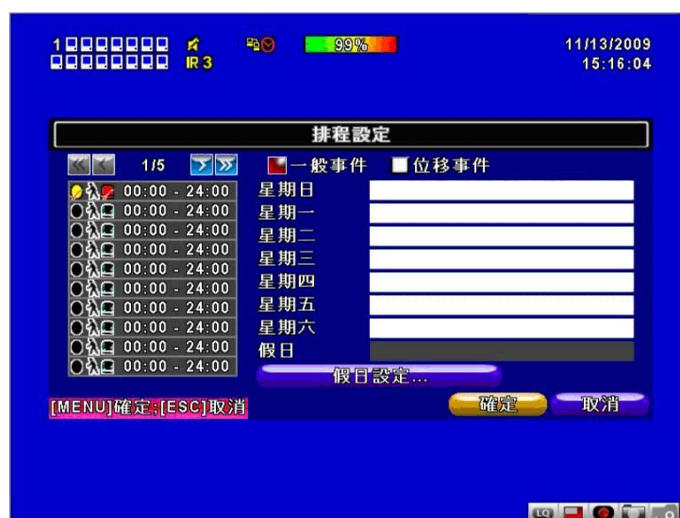 1 99% 11/13/2009
IR 3 15:16:04
排程設定
1/5 一般事件 位移事件
00:00 - 24:00 星期日
00:00 - 24:00 星期一
00:00 - 24:00 星期二
00:00 - 24:00 星期三
00:00 - 24:00 星期四
00:00 - 24:00 星期五
00:00 - 24:00 星期六
00:00 - 24:00 假日
00:00 - 24:00
00:00 - 24:00
假日設定...
[MENU]確定;[ESC]取消 確定 取消
LQ